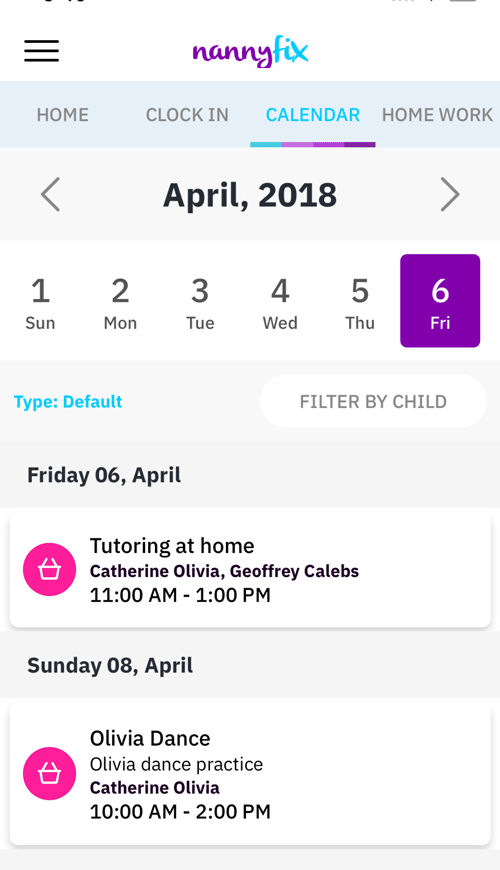 nannyfix
HOME CLOCK IN CALENDAR HOME WORK
April, 2018
1 2 3 4 5 6
Sun Mon Tue Wed Thu Fri
Type: Default FILTER BY CHILD
Friday 06, April
Tutoring at home
Catherine Olivia, Geoffrey Calebs
11:00 AM - 1:00 PM
Sunday 08, April
Olivia Dance
Olivia dance practice
Catherine Olivia
10:00 AM - 2:00 PM